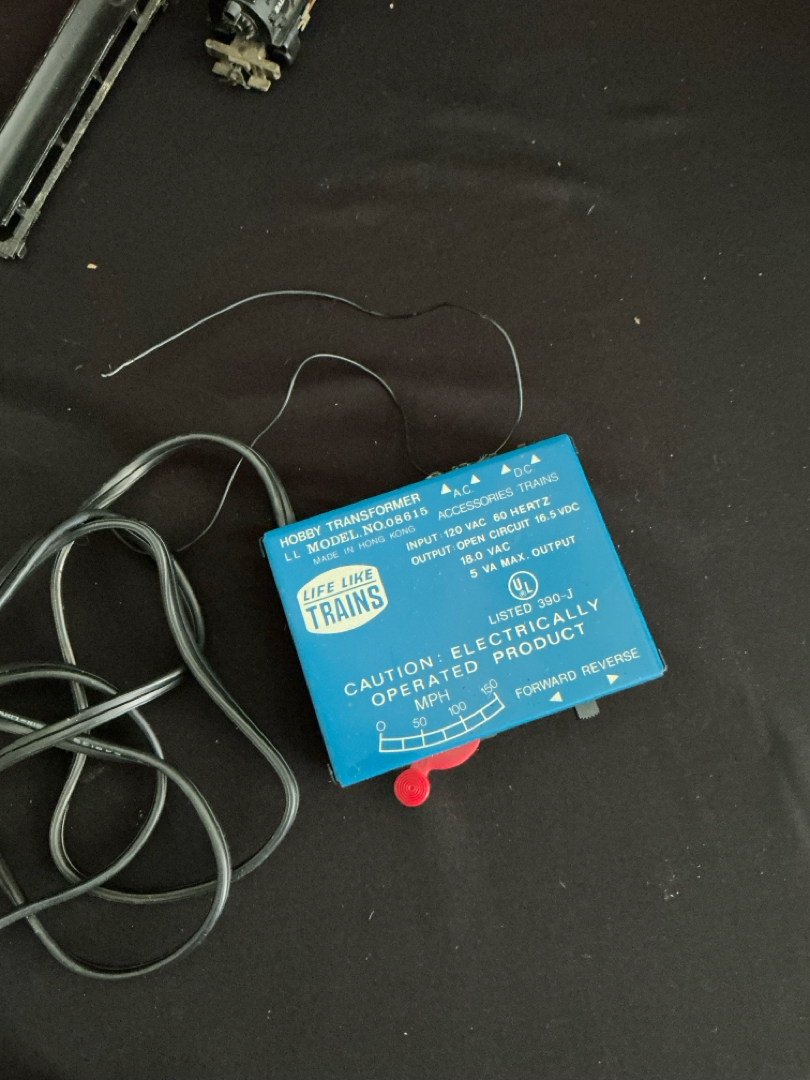 HOBBY TRANSFORMER
LL MODEL.NO.08615
MADE IN HONG KONG
A.C. D.C.
ACCESSORIES TRAINS
INPUT: 120 VAC 60 HERTZ
OUTPUT: OPEN CIRCUIT 16.5 VDC
18.0 VAC
5 VA MAX. OUTPUT
LIFE LIKE
TRAINS
UL
LISTED 390-J
CAUTION: ELECTRICALLY
OPERATED PRODUCT
MPH
0 50 100 150
FORWARD REVERSE